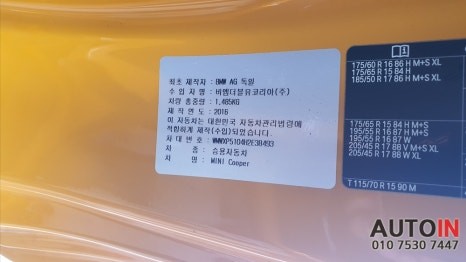 최초 제작자 : BMW AG 독일
수 입 자 명 : 비엠더블유코리아(주)
차량 총중량 : 1,485KG
제작년도 : 2016
이 자동차는 대한민국 자동차관리법령에
적합하게 제작(수입)되었습니다.
차 대 번 호 :
차 종 : 승용자동차
차 명 : MINI Cooper
175/60 R 16 86 H M+S XL
175/65 R 15 84 H
185/50 R 17 86 H M+S XL
175/65 R 15 84 H M+S
195/55 R 16 87 H M+S
195/55 R 16 87 W
205/45 R 17 88 V M+S XL
205/45 R 17 88 W XL
T 115/70 R 15 90 M
AUTOIN
010 7530 7447